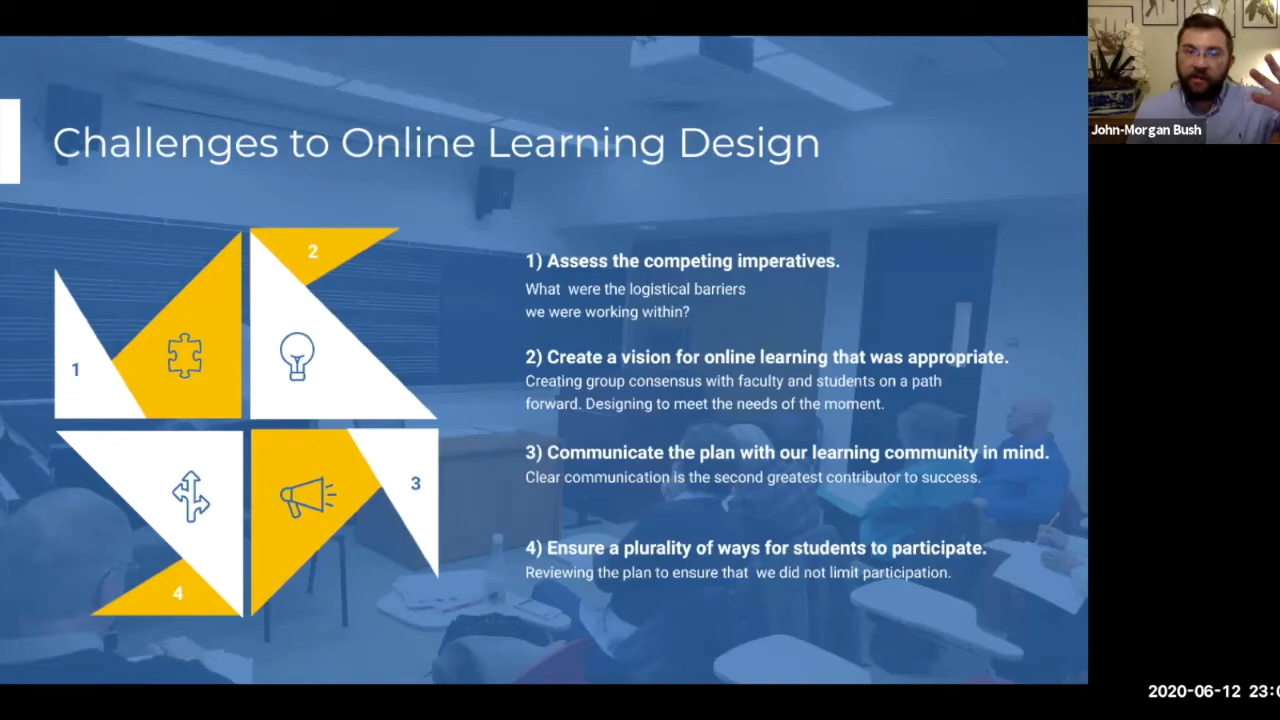 Challenges to Online Learning Design
John-Morgan Bush
1
2
3
4
1) Assess the competing imperatives.
What were the logistical barriers
we were working within?
2) Create a vision for online learning that was appropriate.
Creating group consensus with faculty and students on a path
forward. Designing to meet the needs of the moment.
3) Communicate the plan with our learning community in mind.
Clear communication is the second greatest contributor to success.
4) Ensure a plurality of ways for students to participate.
Reviewing the plan to ensure that we did not limit participation.
2020-06-12 23:0